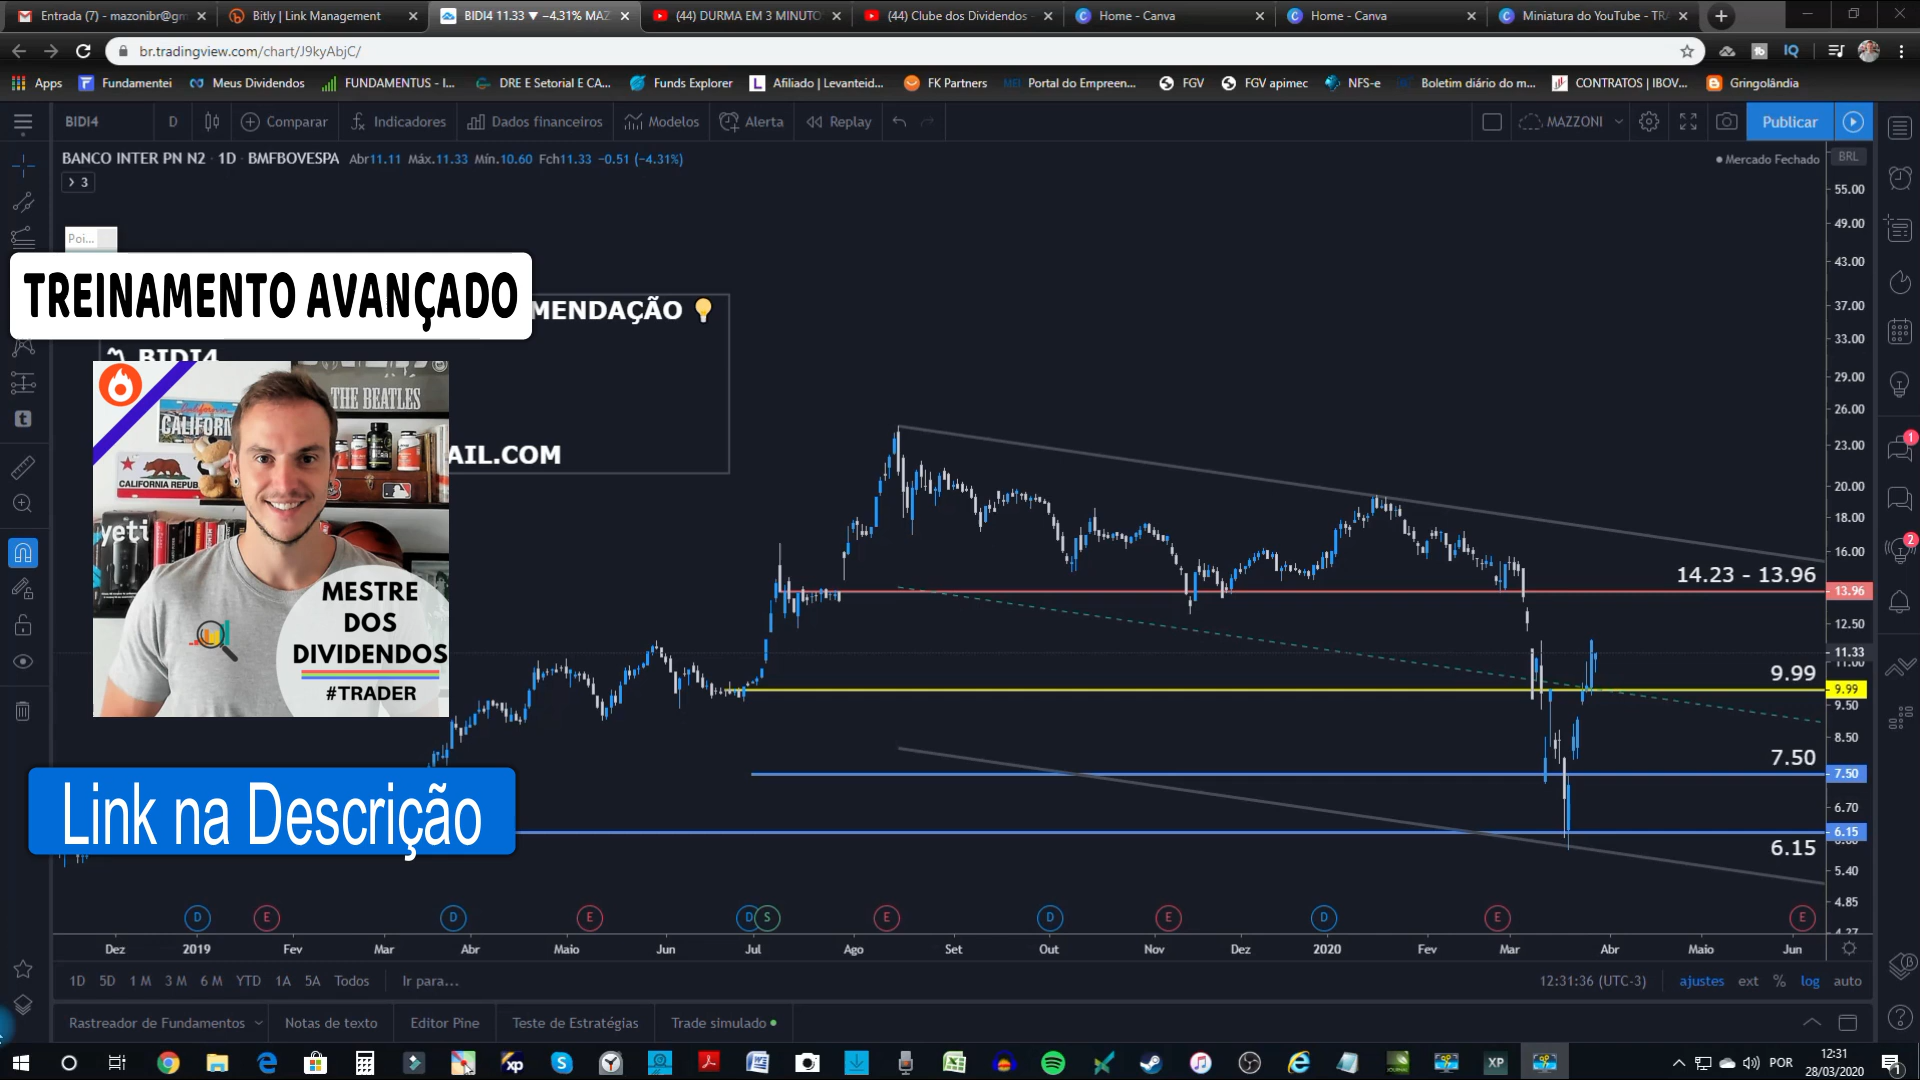 Entrada (7) - mazonibr@gm
Bitly | Link Management
BIDI4 11.33 ▼ −4.31% MAZ
(44) DURMA EM 3 MINUTO
(44) Clube dos Dividendos -
Home - Canva
Home - Canva
Miniatura do YouTube - TRA
br.tradingview.com/chart/J9kyAbjC/
Apps
Fundamentei
Meus Dividendos
FUNDAMENTUS - I...
DRE E Setorial E CA...
Funds Explorer
Afiliado | Levanteid...
FK Partners
Portal do Empreen...
FGV
FGV apimec
NFS-e
Boletim diário do m...
CONTRATOS | IBOV...
Gringolândia
BIDI4
D
Comparar
Indicadores
Dados financeiros
Modelos
Alerta
Replay
MAZZONI
Publicar
BANCO INTER PN N2 · 1D · BMFBOVESPA Abr11.11 Máx.11.33 Mín.10.60 Fch11.33 −0.51 (−4.31%)
Mercado Fechado
BRL
> 3
Poi...
TREINAMENTO AVANÇADO
MENDAÇÃO
BIDI4
THE BEATLES
CALIFORN
CALIFORNIA REPUB
yeti
AIL.COM
MESTRE
DOS
DIVIDENDOS
#TRADER
Link na Descrição
14.23 - 13.96
9.99
7.50
6.15
55.00
49.00
43.00
37.00
33.00
29.00
26.00
23.00
20.00
18.00
16.00
13.96
12.50
11.33
11.00
9.99
9.50
8.50
7.50
6.70
6.15
6.00
5.40
4.85
4.27
D E D E D S E D E D E E
Dez 2019 Fev Mar Abr Maio Jun Jul Ago Set Out Nov Dez 2020 Fev Mar Abr Maio Jun
1D 5D 1 M 3 M 6 M YTD 1A 5A Todos Ir para...
12:31:36 (UTC-3) ajustes ext % log auto
Rastreador de Fundamentos
Notas de texto
Editor Pine
Teste de Estratégias
Trade simulado
POR
12:31
28/03/2020